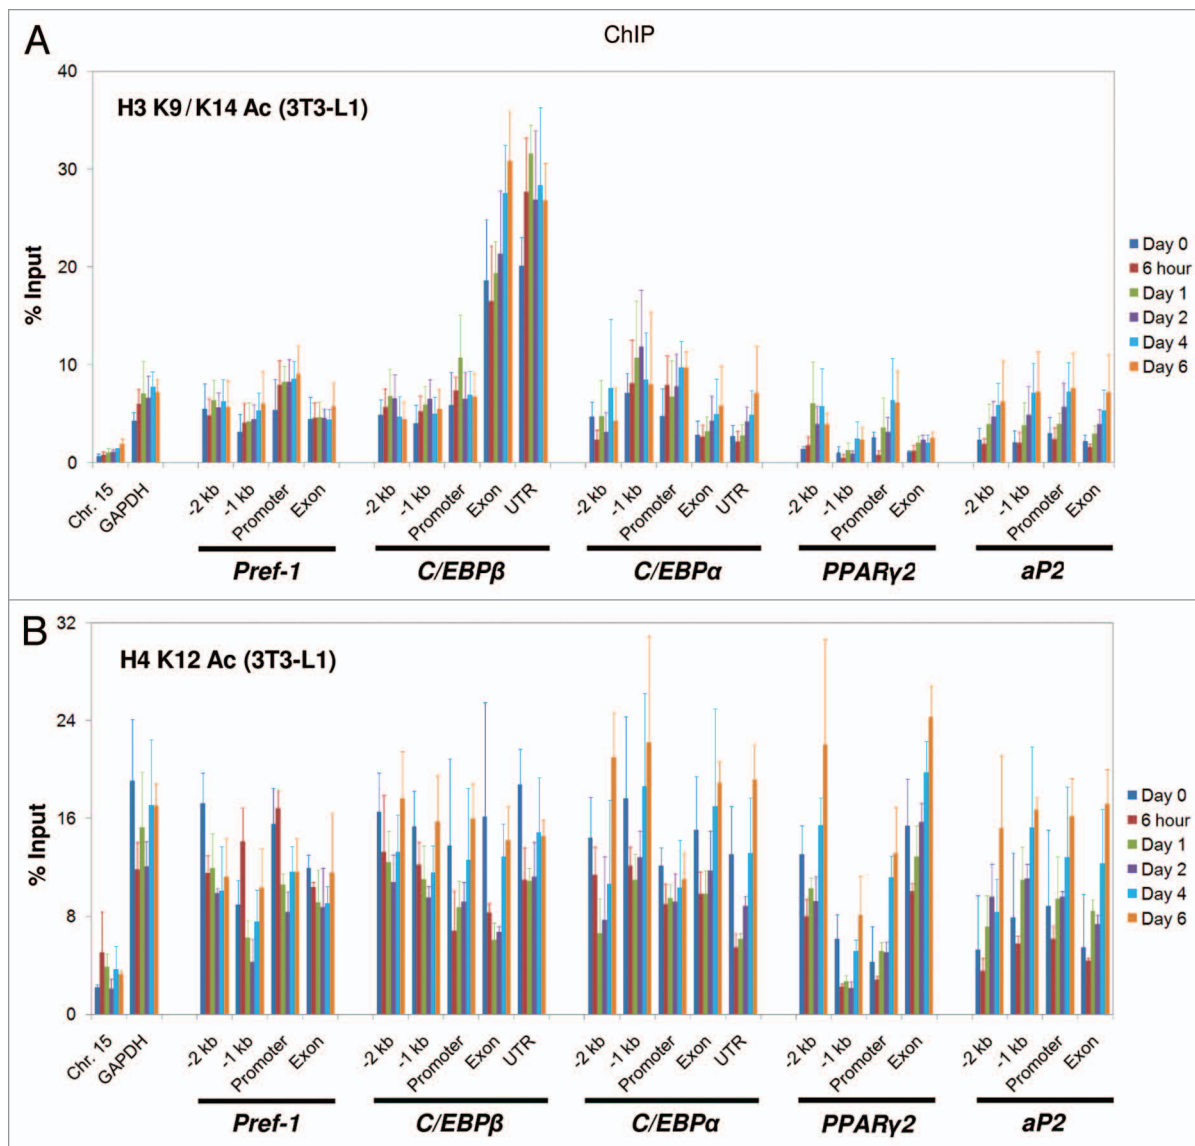 A
ChIP
H3 K9/K14 Ac (3T3-L1)
% Input
40
30
20
10
0
Day 0
6 hour
Day 1
Day 2
Day 4
Day 6
Chr. 15
GAPDH
-2 kb
-1 kb
Promoter
Exon
-2 kb
-1 kb
Promoter
Exon
UTR
-2 kb
-1 kb
Promoter
Exon
UTR
-2 kb
-1 kb
Promoter
Exon
-2 kb
-1 kb
Promoter
Exon
Pref-1
C/EBPβ
C/EBPα
PPARγ2
aP2
B
H4 K12 Ac (3T3-L1)
% Input
32
24
16
8
0
Day 0
6 hour
Day 1
Day 2
Day 4
Day 6
Chr. 15
GAPDH
-2 kb
-1 kb
Promoter
Exon
-2 kb
-1 kb
Promoter
Exon
UTR
-2 kb
-1 kb
Promoter
Exon
UTR
-2 kb
-1 kb
Promoter
Exon
-2 kb
-1 kb
Promoter
Exon
Pref-1
C/EBPβ
C/EBPα
PPARγ2
aP2